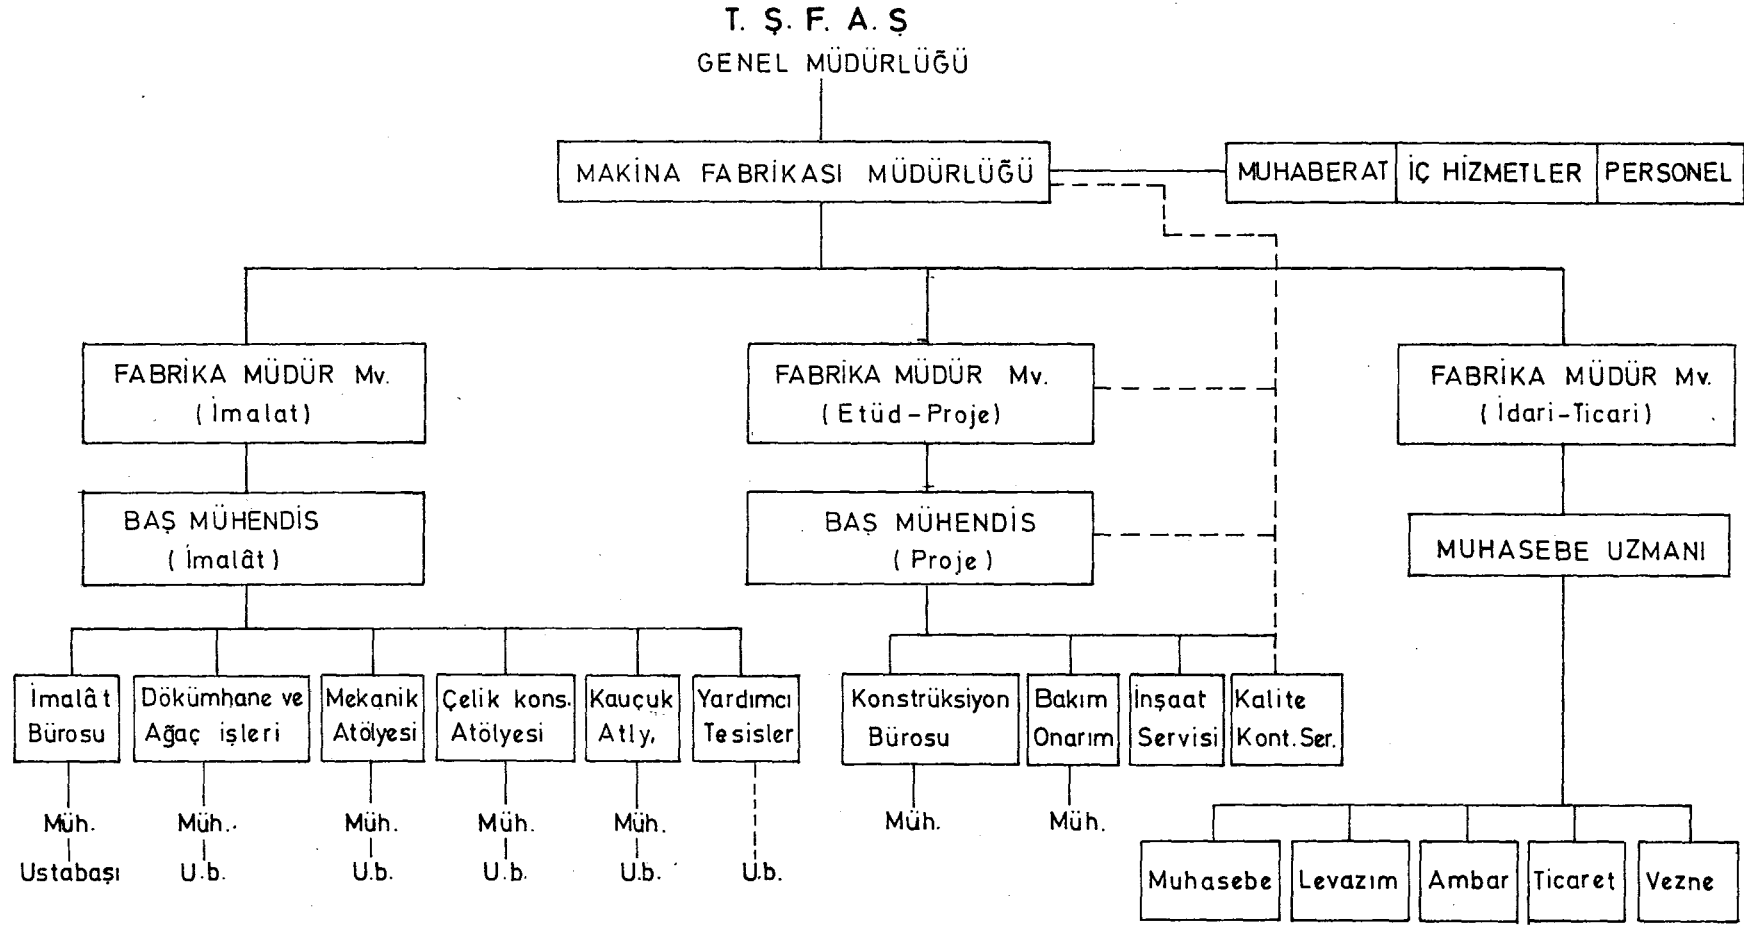 T. Ş. F. A. Ş
GENEL MÜDÜRLÜĞÜ
MAKİNA FABRİKASI MÜDÜRLÜĞÜ
MUHABERAT
İÇ HİZMETLER
PERSONEL
FABRİKA MÜDÜR Mv.
(İmalat)
FABRİKA MÜDÜR Mv.
(Etüd-Proje)
FABRİKA MÜDÜR Mv.
(İdari-Ticari)
BAŞ MÜHENDİS
(İmalât)
BAŞ MÜHENDİS
(Proje)
MUHASEBE UZMANI
İmalât
Bürosu
Dökümhane ve
Ağaç işleri
Mekanik
Atölyesi
Çelik kons.
Atölyesi
Kauçuk
Atly.
Yardımcı
Tesisler
Konstrüksiyon
Bürosu
Bakım
Onarım
İnşaat
Servisi
Kalite
Kont. Ser.
Müh.
Müh.
Müh.
Müh.
Müh.
Müh.
Müh.
Ustabaşı
U.b.
U.b.
U.b.
U.b.
U.b.
Muhasebe
Levazım
Ambar
Ticaret
Vezne